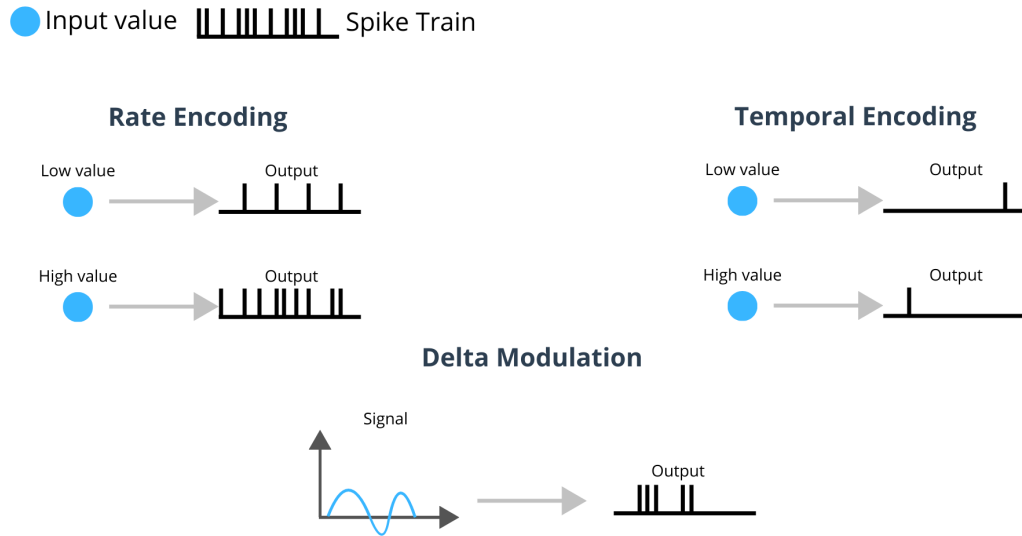 Input value
Spike Train
Rate Encoding
Low value
Output
High value
Output
Temporal Encoding
Low value
Output
High value
Output
Delta Modulation
Signal
Output